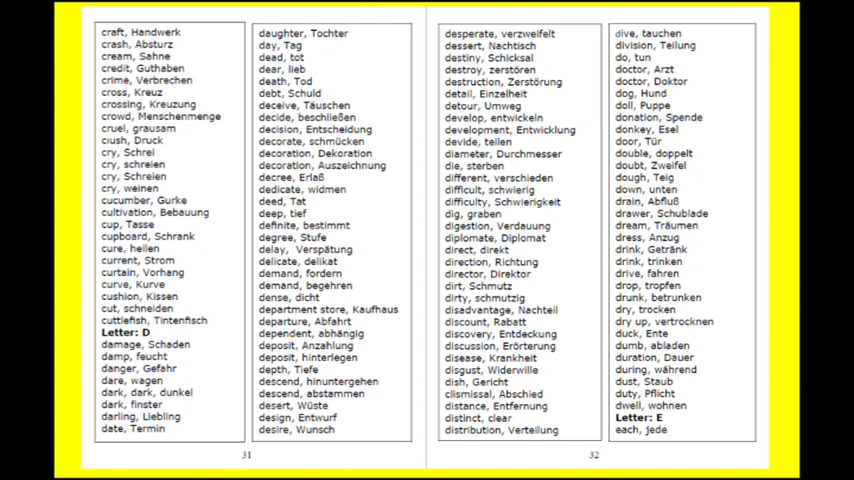 craft, Handwerk
crash, Absturz
cream, Sahne
credit, Guthaben
crime, Verbrechen
cross, Kreuz
crossing, Kreuzung
crowd, Menschenmenge
cruel, grausam
crush, Druck
cry, Schrei
cry, schreien
cry, Schreien
cry, weinen
cucumber, Gurke
cultivation, Bebauung
cup, Tasse
cupboard, Schrank
cure, heilen
current, Strom
curtain, Vorhang
curve, Kurve
cushion, Kissen
cut, schneiden
cuttlefish, Tintenfisch
Letter: D
damage, Schaden
damp, feucht
danger, Gefahr
dare, wagen
dark, dark, dunkel
dark, finster
darling, Liebling
date, Termin
daughter, Tochter
day, Tag
dead, tot
dear, lieb
death, Tod
debt, Schuld
deceive, Täuschen
decide, beschließen
decision, Entscheidung
decorate, schmücken
decoration, Dekoration
decoration, Auszeichnung
decree, Erlaß
dedicate, widmen
deed, Tat
deep, tief
definite, bestimmt
degree, Stufe
delay, Verspätung
delicate, delikat
demand, fordern
demand, begehren
dense, dicht
department store, Kaufhaus
departure, Abfahrt
dependent, abhängig
deposit, Anzahlung
deposit, hinterlegen
depth, Tiefe
descend, hinuntergehen
descend, abstammen
desert, Wüste
design, Entwurf
desire, Wunsch
31
desperate, verzweifelt
dessert, Nachtisch
destiny, Schicksal
destroy, zerstören
destruction, Zerstörung
detail, Einzelheit
detour, Umweg
develop, entwickeln
development, Entwicklung
devide, teilen
diameter, Durchmesser
die, sterben
different, verschieden
difficult, schwierig
difficulty, Schwierigkeit
dig, graben
digestion, Verdauung
diplomate, Diplomat
direct, direkt
direction, Richtung
director, Direktor
dirt, Schmutz
dirty, schmutzig
disadvantage, Nachteil
discount, Rabatt
discovery, Entdeckung
discussion, Erörterung
disease, Krankheit
disgust, Widerwille
dish, Gericht
clismissal, Abschied
distance, Entfernung
distinct, clear
distribution, Verteilung
dive, tauchen
division, Teilung
do, tun
doctor, Arzt
doctor, Doktor
dog, Hund
doll, Puppe
donation, Spende
donkey, Esel
door, Tür
double, doppelt
doubt, Zweifel
dough, Teig
down, unten
drain, Abfluß
drawer, Schublade
dream, Träumen
dress, Anzug
drink, Getränk
drink, trinken
drive, fahren
drop, tropfen
drunk, betrunken
dry, trocken
dry up, vertrocknen
duck, Ente
dumb, abladen
duration, Dauer
during, während
dust, Staub
duty, Pflicht
dwell, wohnen
Letter: E
each, jede
32